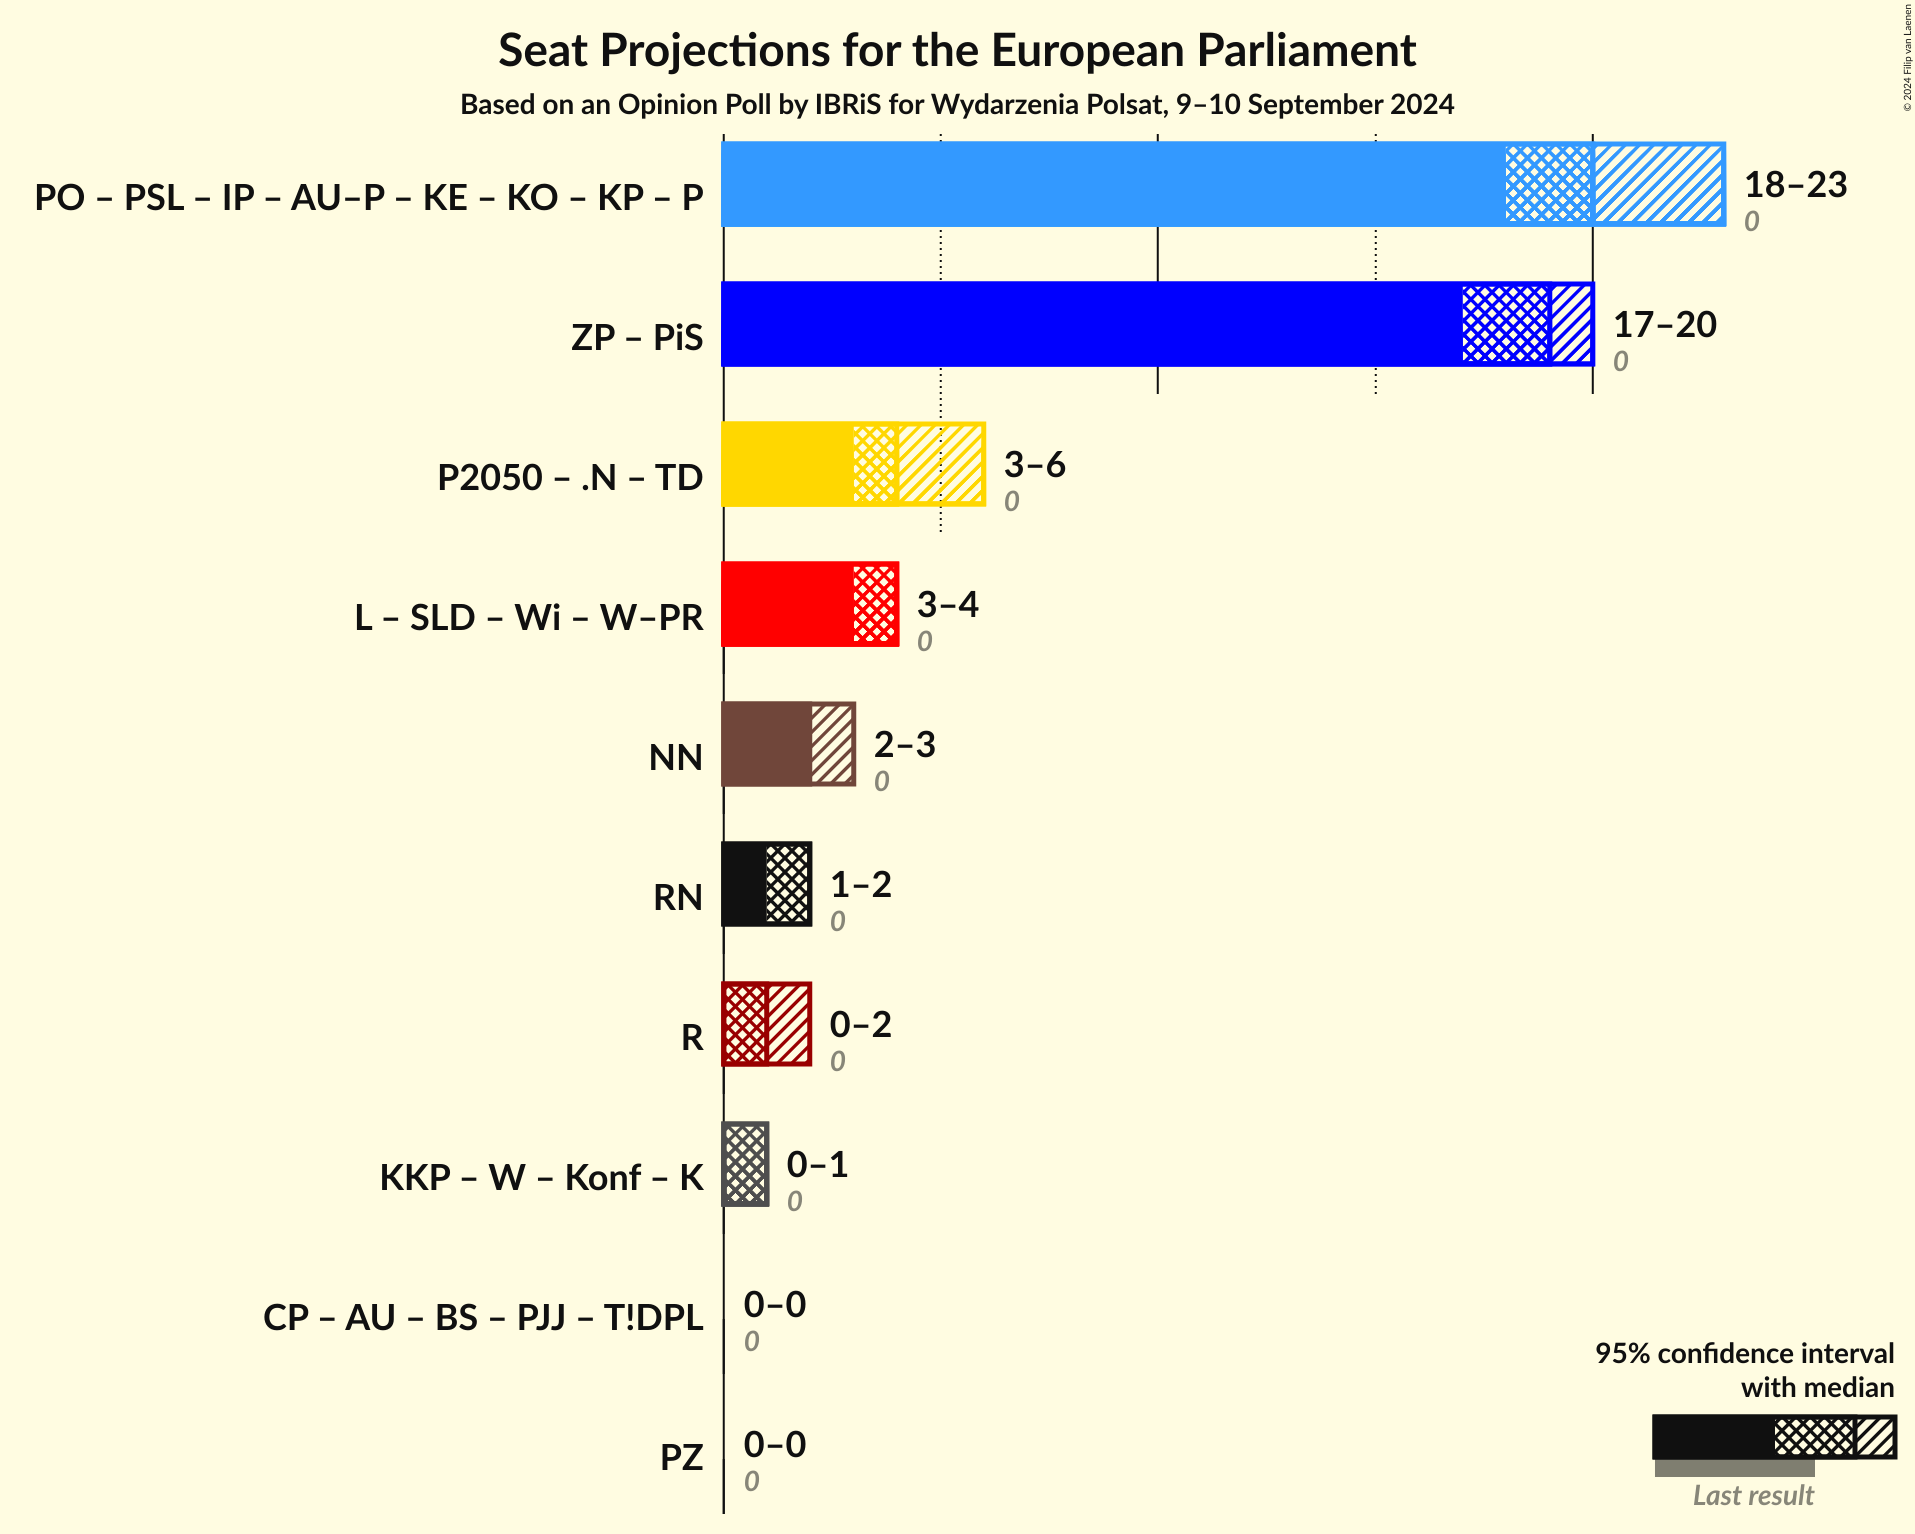 Seat Projections for the European Parliament
Based on an Opinion Poll by IBRiS for Wydarzenia Polsat, 9–10 September 2024
© 2024 Filip van Laenen
PO – PSL – IP – AU–P – KE – KO – KP – P
18–23
0
ZP – PiS
17–20
0
P2050 – .N – TD
3–6
0
L – SLD – Wi – W–PR
3–4
0
NN
2–3
0
RN
1–2
0
R
0–2
0
KKP – W – Konf – K
0–1
0
CP – AU – BS – PJJ – T!DPL
0–0
0
PZ
0–0
0
95% confidence interval
with median
Last result